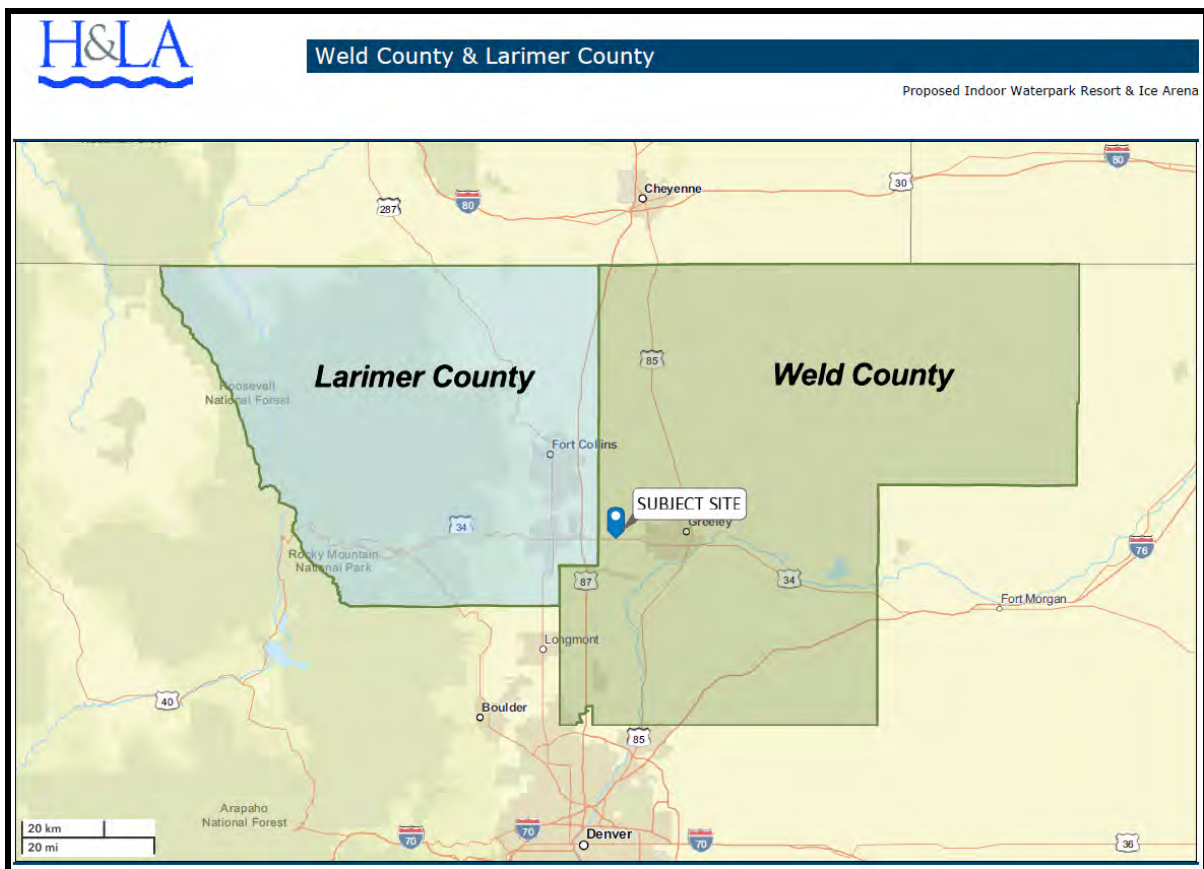 H&LA
Weld County & Larimer County
Proposed Indoor Waterpark Resort & Ice Arena
80
Cheyenne
30
287
80
Larimer County
Weld County
85
Roosevell
National Forest
Fort Collins
SUBJECT SITE
34
Greeley
Rocky Mountain
National Park
76
87
34
Fort Morgan
Longmont
40
Boulder
85
Arapaho
National Forest
20 km
20 mi
70
70
Denver
70
36